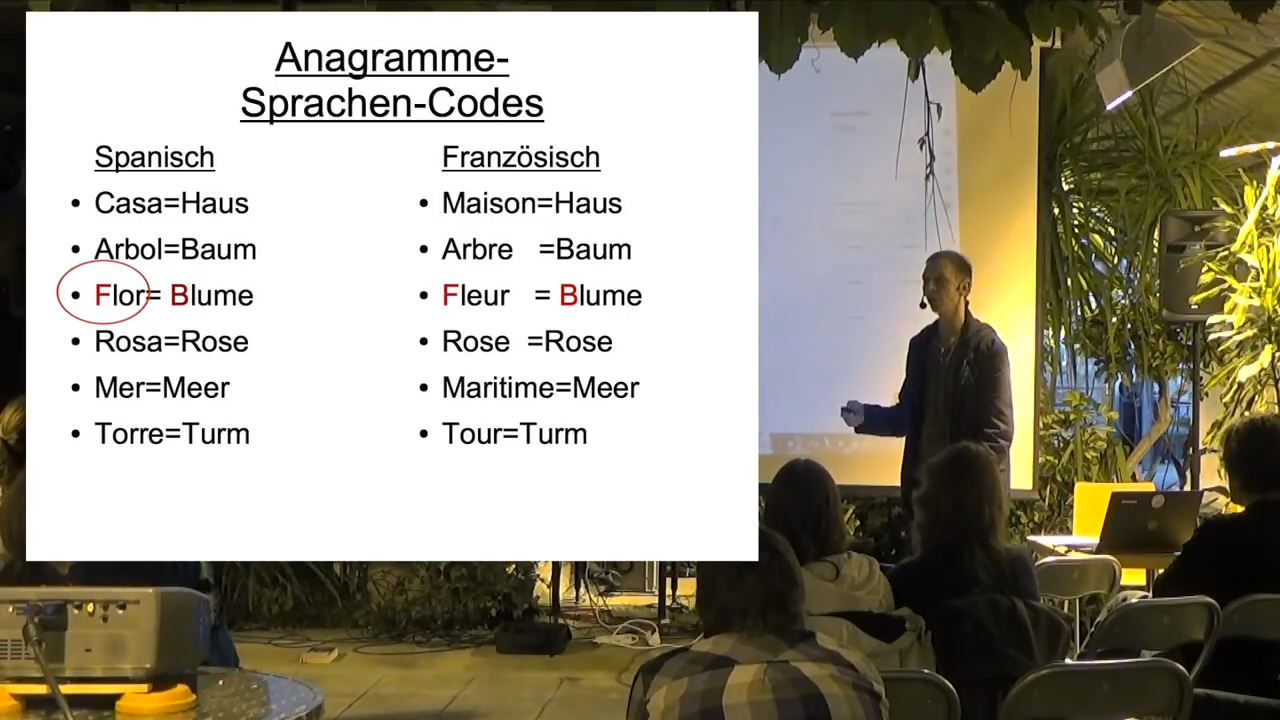 Anagramme-
Sprachen-Codes
Spanisch
• Casa=Haus
• Arbol=Baum
• Flor= Blume
• Rosa=Rose
• Mer=Meer
• Torre=Turm
Französisch
• Maison=Haus
• Arbre =Baum
• Fleur = Blume
• Rose =Rose
• Maritime=Meer
• Tour=Turm